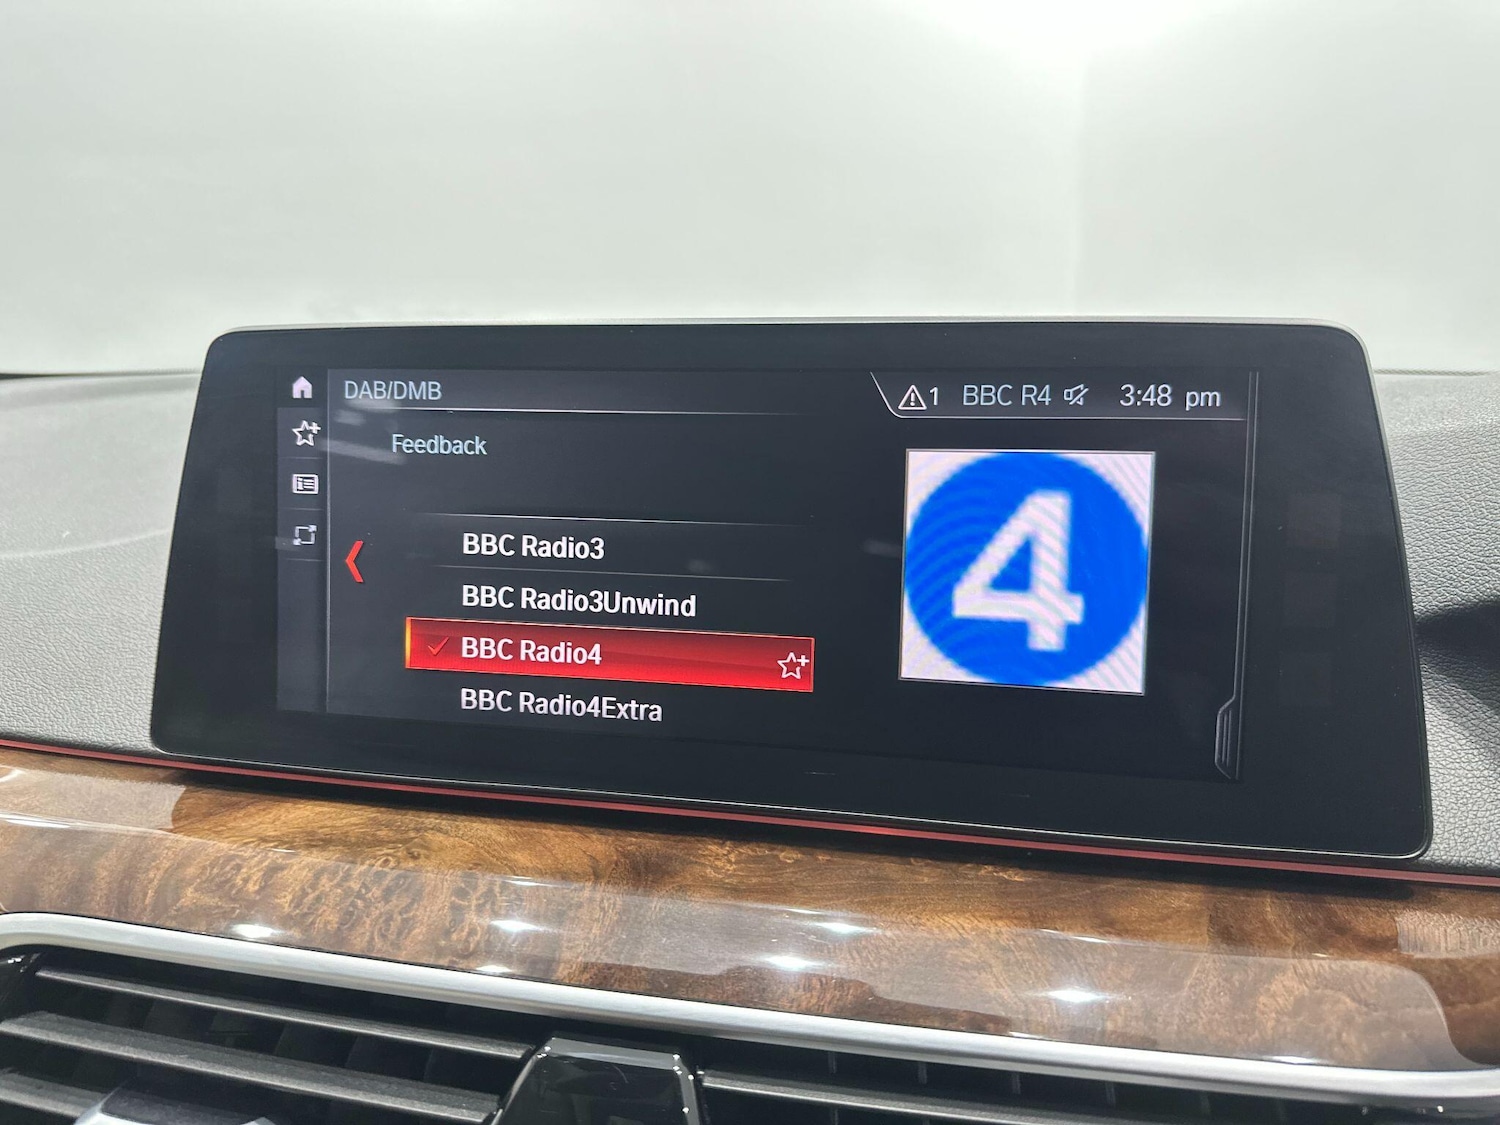 DAB/DMB
1 BBC R4 3:48 pm
Feedback
BBC Radio3
BBC Radio3Unwind
BBC Radio4
BBC Radio4Extra
4